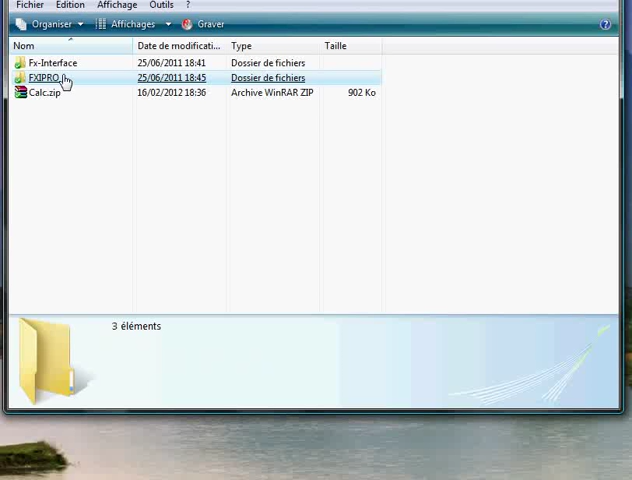 Fichier Edition Affichage Outils ?
Organiser Affichages Graver
Nom Date de modificati... Type Taille
Fx-Interface 25/06/2011 18:41 Dossier de fichiers
FXIPRO 25/06/2011 18:45 Dossier de fichiers
Calc.zip 16/02/2012 18:36 Archive WinRAR ZIP 902 Ko
3 éléments